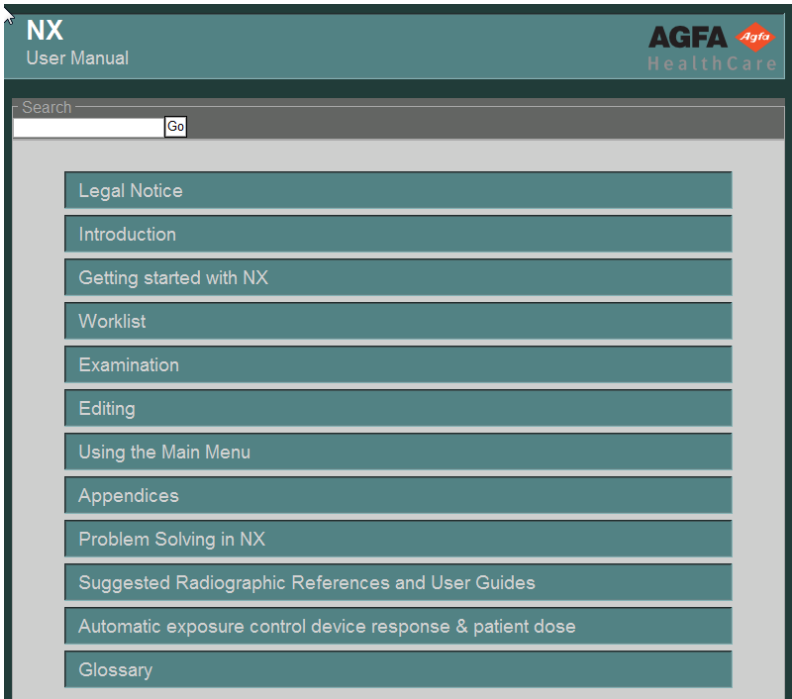 NX
User Manual
AGFA
Agfa
HealthCare
Search
Go
Legal Notice
Introduction
Getting started with NX
Worklist
Examination
Editing
Using the Main Menu
Appendices
Problem Solving in NX
Suggested Radiographic References and User Guides
Automatic exposure control device response & patient dose
Glossary